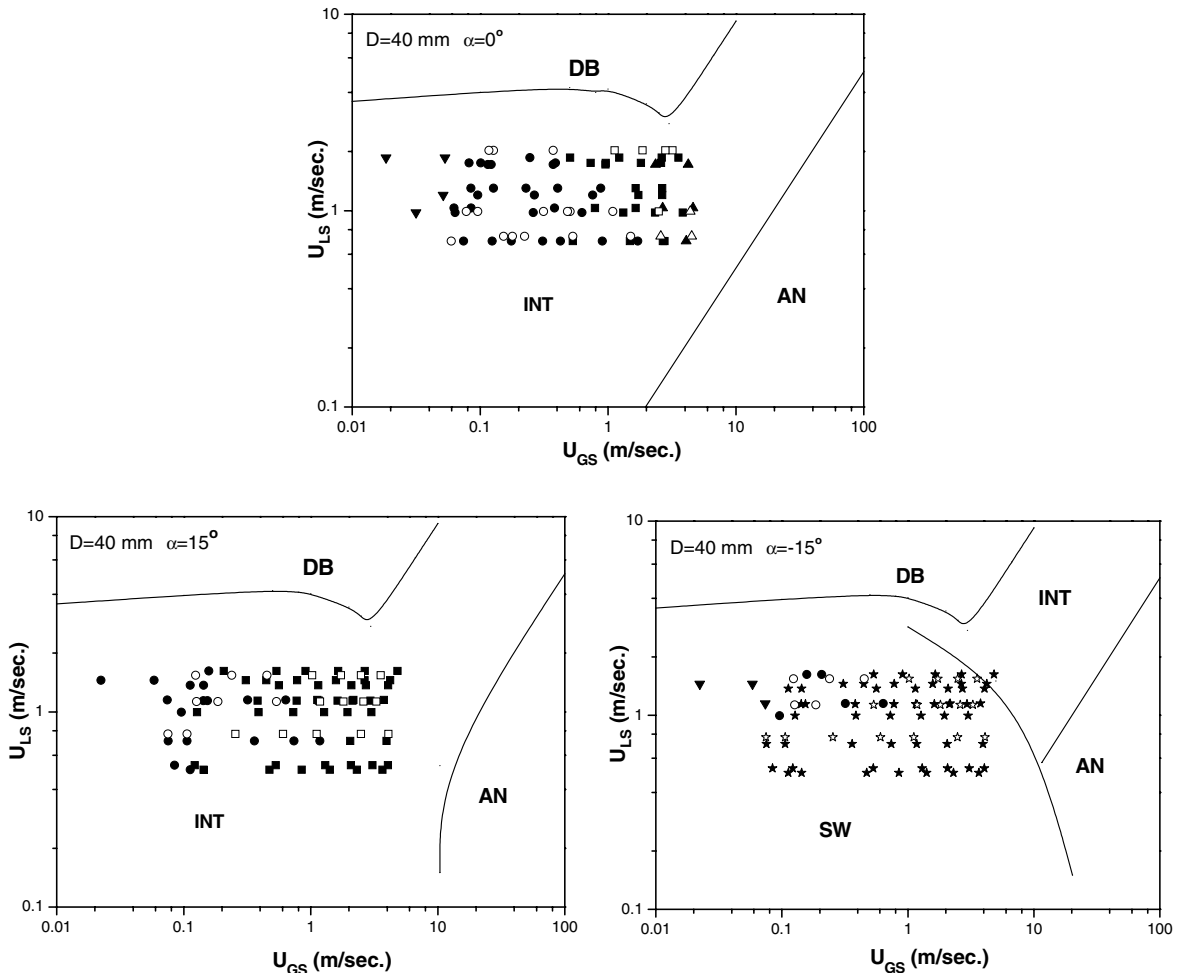 10
D=40 mm α=0°
DB
U_LS (m/sec.)
1
INT
AN
0.1
0.01 0.1 1 10 100
U_GS (m/sec.)
10
D=40 mm α=15°
DB
U_LS (m/sec.)
1
INT
AN
0.1
0.01 0.1 1 10 100
U_GS (m/sec.)
10
D=40 mm α=-15°
DB
INT
U_LS (m/sec.)
1
SW
AN
0.1
0.01 0.1 1 10 100
U_GS (m/sec.)